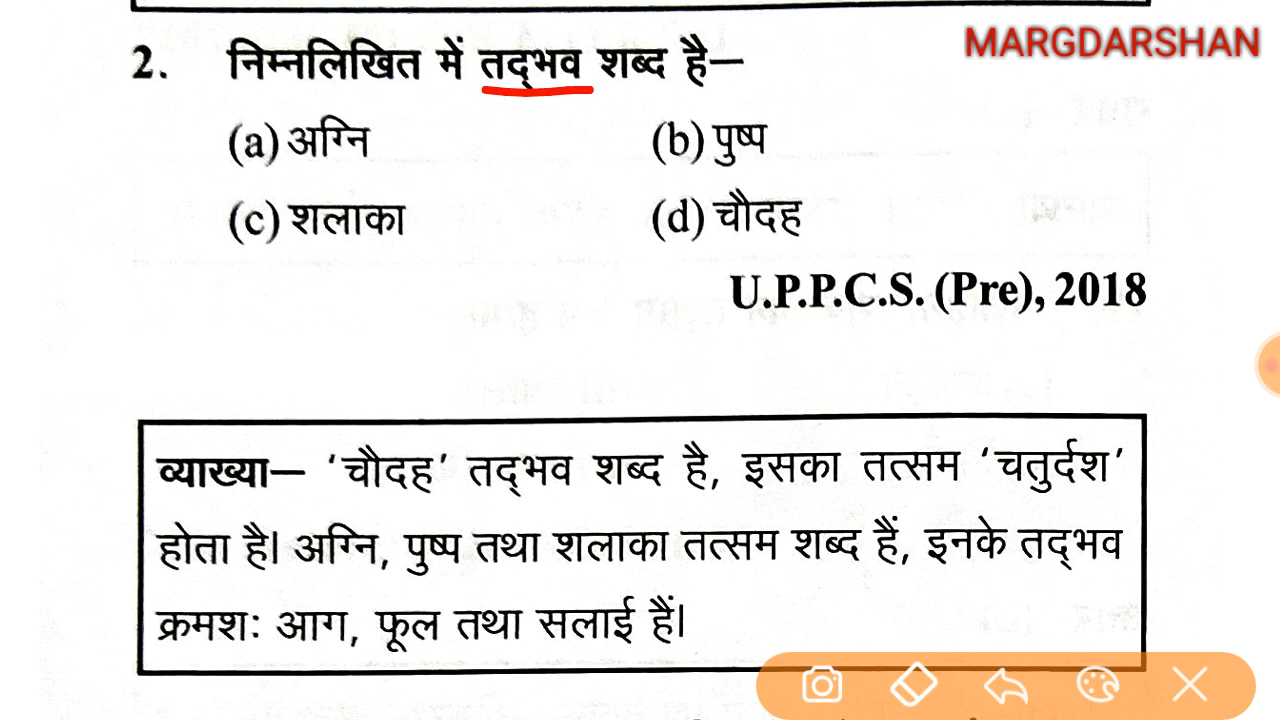 MARGDARSHAN
2. निम्नलिखित में तद्‌भव शब्द है—
(a) अग्नि (b) पुष्प
(c) शलाका (d) चौदह
U.P.P.C.S. (Pre), 2018
व्याख्या— 'चौदह' तद्‌भव शब्द है, इसका तत्सम 'चतुर्दश'
होता है। अग्नि, पुष्प तथा शलाका तत्सम शब्द हैं, इनके तद्‌भव
क्रमशः आग, फूल तथा सलाई हैं।